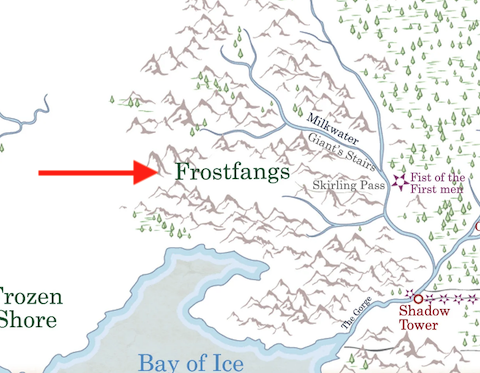 Milkwater
Giant's Stairs
Frostfangs
Skirling Pass
Fist of the
First men
Frozen
Shore
The Gorge
Shadow
Tower
Bay of Ice